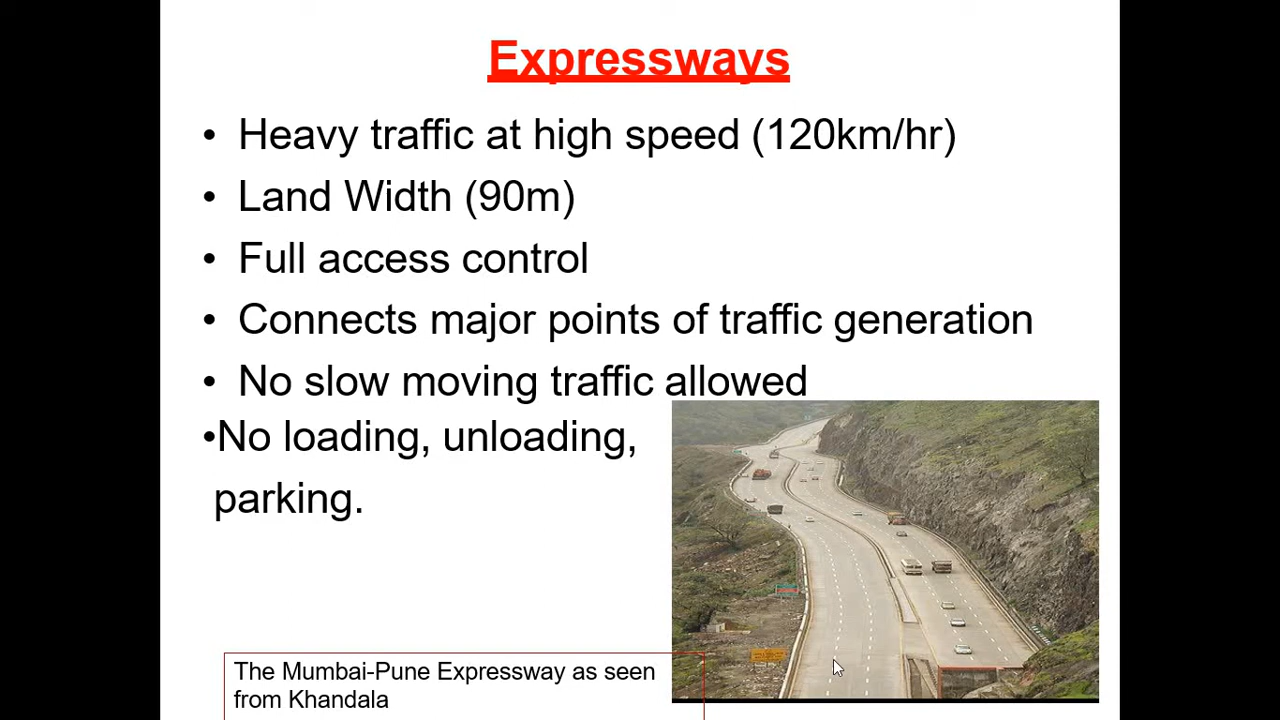 Expressways
• Heavy traffic at high speed (120km/hr)
• Land Width (90m)
• Full access control
• Connects major points of traffic generation
• No slow moving traffic allowed
•No loading, unloading,
parking.
The Mumbai-Pune Expressway as seen
from Khandala